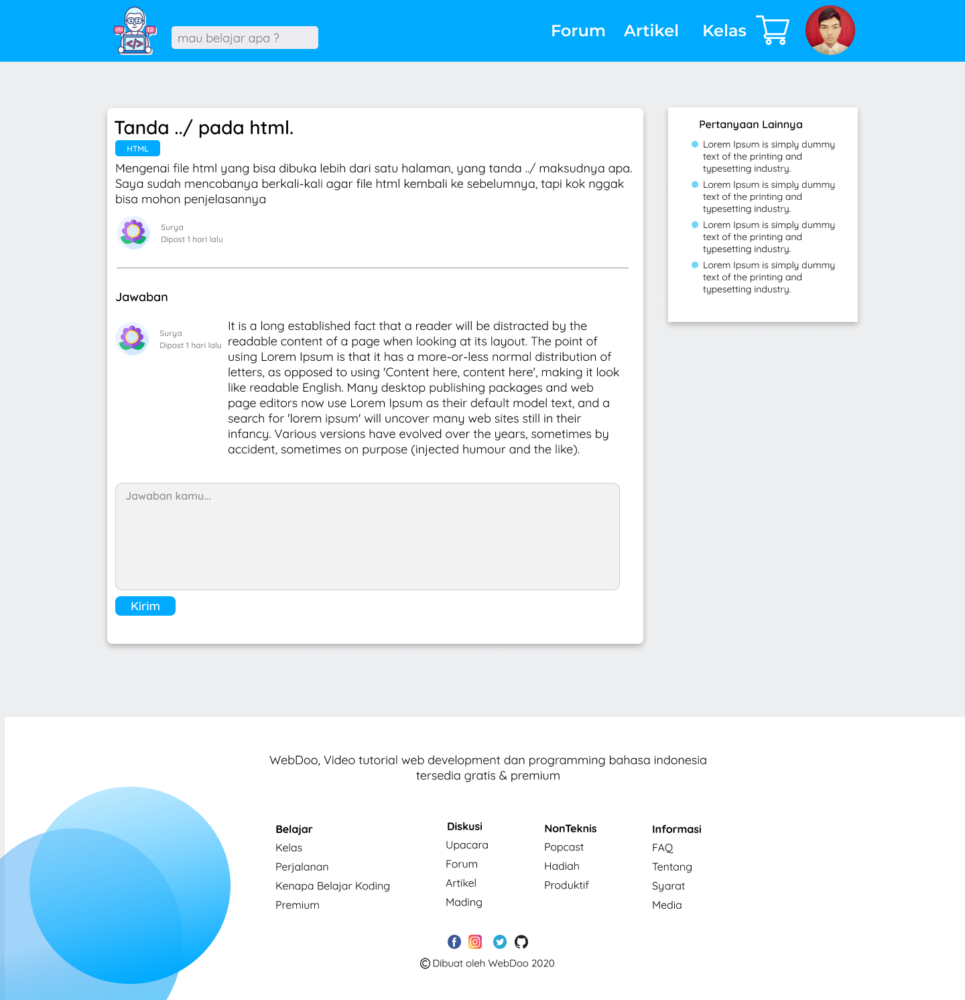 mau belajar apa ?
Forum
Artikel
Kelas
Tanda ../ pada html.
HTML
Mengenai file html yang bisa dibuka lebih dari satu halaman, yang tanda ../ maksudnya apa.
Saya sudah mencobanya berkali-kali agar file html kembali ke sebelumnya, tapi kok nggak
bisa mohon penjelasannya
Surya
Dipost 1 hari lalu
Jawaban
Surya
Dipost 1 hari lalu
It is a long established fact that a reader will be distracted by the
readable content of a page when looking at its layout. The point of
using Lorem Ipsum is that it has a more-or-less normal distribution of
letters, as opposed to using 'Content here, content here', making it look
like readable English. Many desktop publishing packages and web
page editors now use Lorem Ipsum as their default model text, and a
search for 'lorem ipsum' will uncover many web sites still in their
infancy. Various versions have evolved over the years, sometimes by
accident, sometimes on purpose (injected humour and the like).
Jawaban kamu...
Kirim
Pertanyaan Lainnya
Lorem Ipsum is simply dummy
text of the printing and
typesetting industry.
Lorem Ipsum is simply dummy
text of the printing and
typesetting industry.
Lorem Ipsum is simply dummy
text of the printing and
typesetting industry.
Lorem Ipsum is simply dummy
text of the printing and
typesetting industry.
WebDoo, Video tutorial web development dan programming bahasa indonesia
tersedia gratis & premium
Belajar
Kelas
Perjalanan
Kenapa Belajar Koding
Premium
Diskusi
Upacara
Forum
Artikel
Mading
NonTeknis
Popcast
Hadiah
Produktif
Informasi
FAQ
Tentang
Syarat
Media
© Dibuat oleh WebDoo 2020